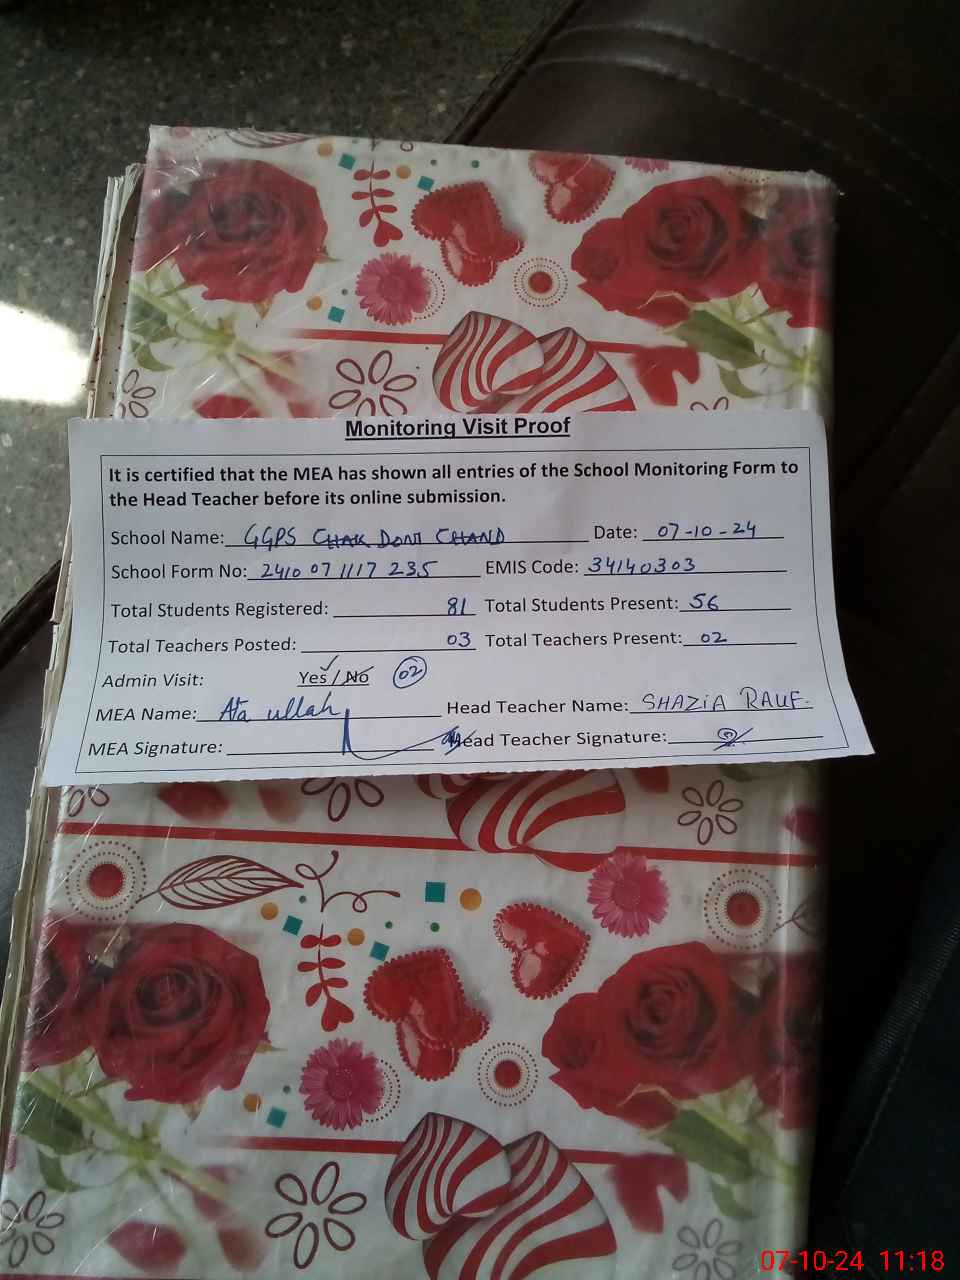 Monitoring Visit Proof
It is certified that the MEA has shown all entries of the School Monitoring Form to
the Head Teacher before its online submission.
School Name: GGPS CHAK DONI CHAND Date: 07-10-24
School Form No: 2410 07 1117 235 EMIS Code: 34140303
Total Students Registered: 81 Total Students Present: 56
Total Teachers Posted: 03 Total Teachers Present: 02
Admin Visit: Yes / No 02
MEA Name: Ata ullah Head Teacher Name: SHAZiA RAUF.
MEA Signature: Head Teacher Signature:
07-10-24 11:18